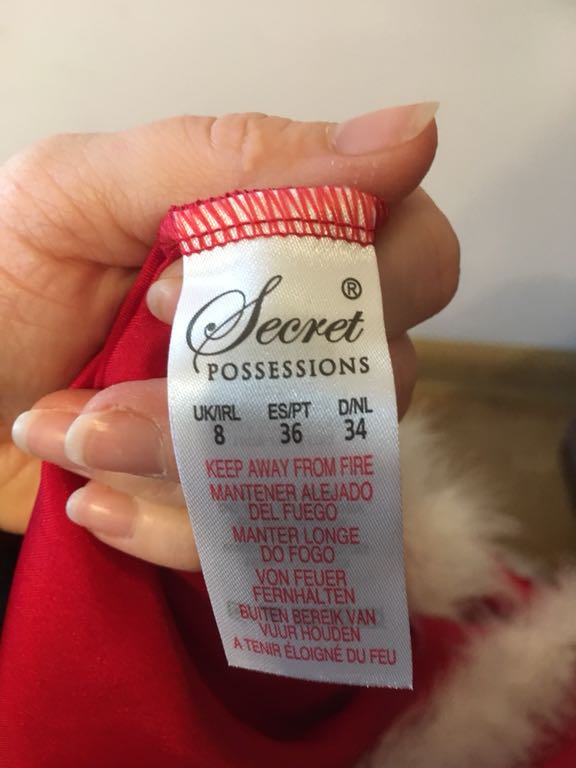 ®
Secret
POSSESSIONS
UK/IRL ES/PT D/NL
8 36 34
KEEP AWAY FROM FIRE
MANTENER ALEJADO
DEL FUEGO
MANTER LONGE
DO FOGO
VON FEUER
FERNHALTEN
BUITEN BEREIK VAN
VUUR HOUDEN
A TENIR ÉLOIGNÉ DU FEU